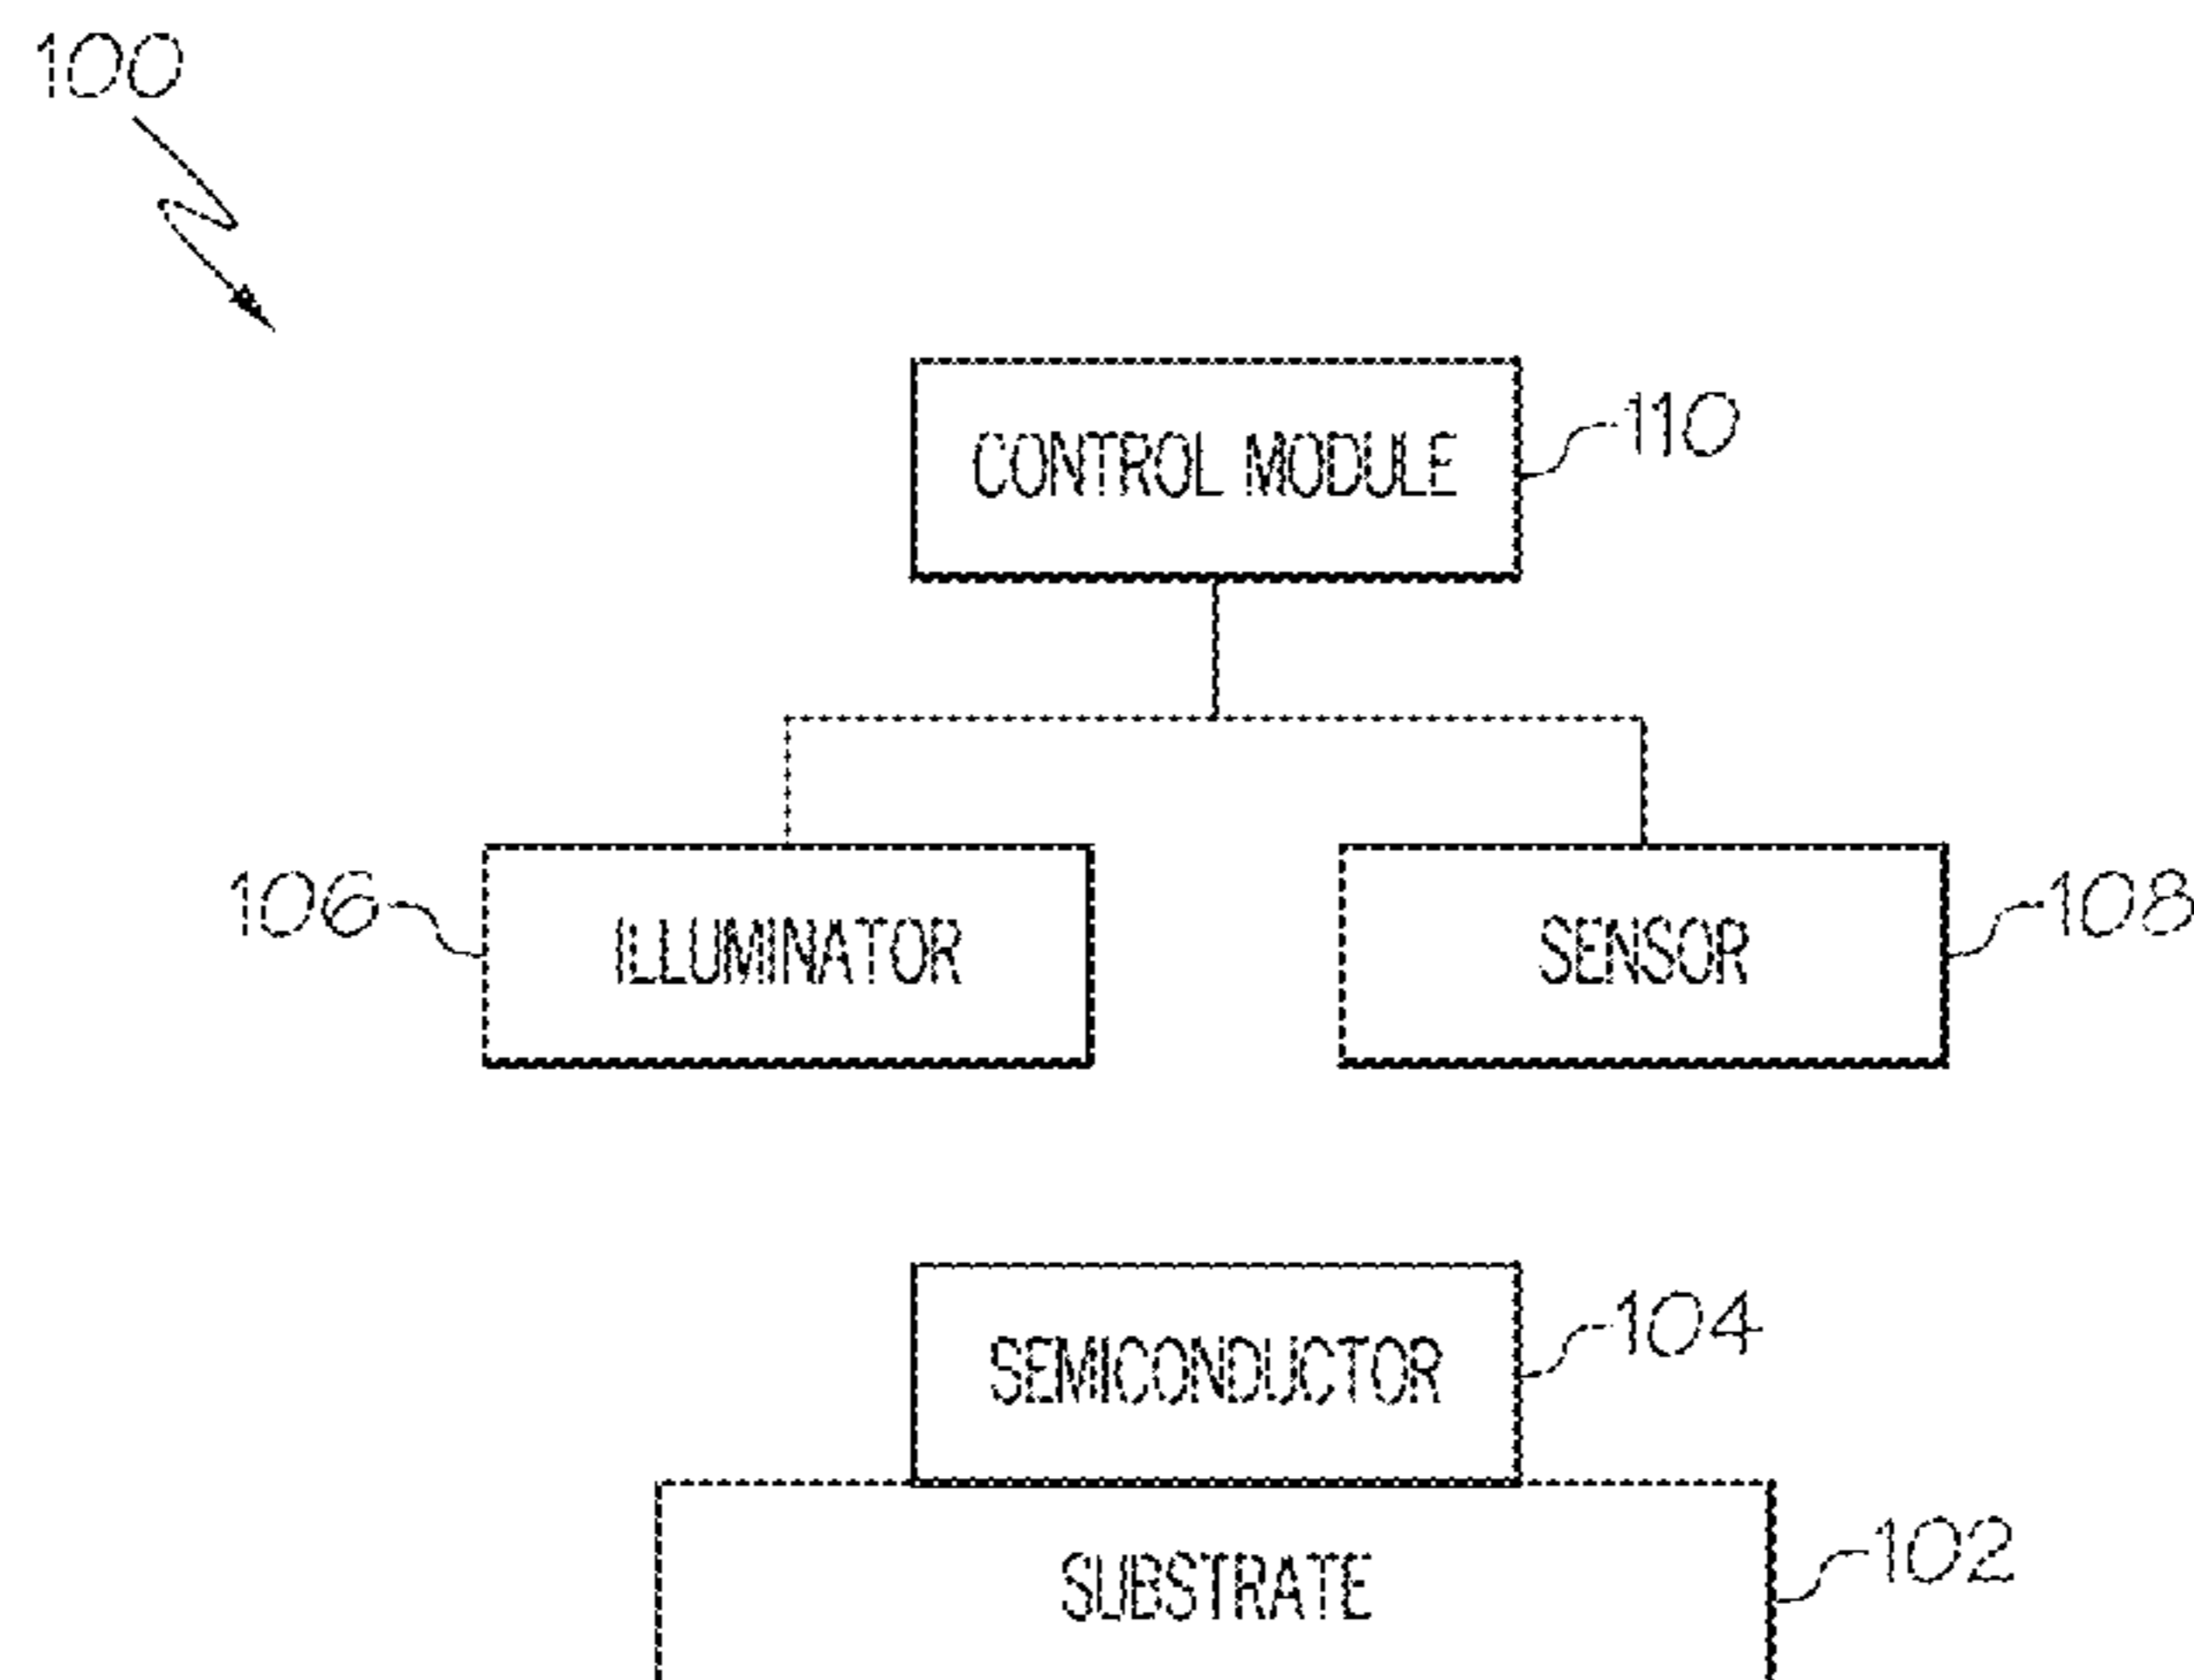 100
CONTROL MODULE
110
106
ILLUMINATOR
SENSOR
108
SEMICONDUCTOR
104
SUBSTRATE
102